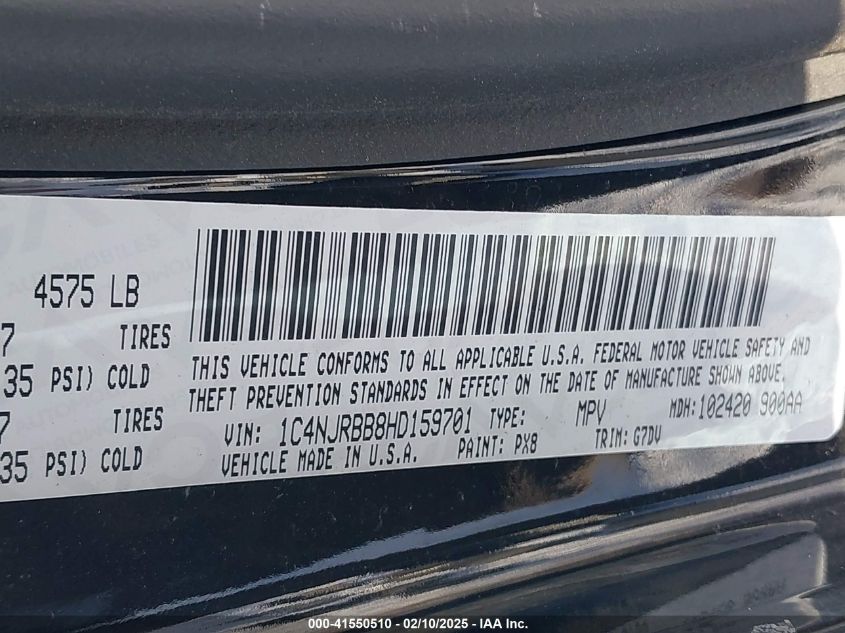 4575 LB
7 TIRES
35 PSI) COLD
7 TIRES
35 PSI) COLD
THIS VEHICLE CONFORMS TO ALL APPLICABLE U.S.A. FEDERAL MOTOR VEHICLE SAFETY AND
THEFT PREVENTION STANDARDS IN EFFECT ON THE DATE OF MANUFACTURE SHOWN ABOVE.
VIN: 1C4NJRBB8HD159701 TYPE: MPV MDH:102420 900AA
VEHICLE MADE IN U.S.A. PAINT: PX8 TRIM: G7DV
000-41550510 - 02/10/2025 - IAA Inc.